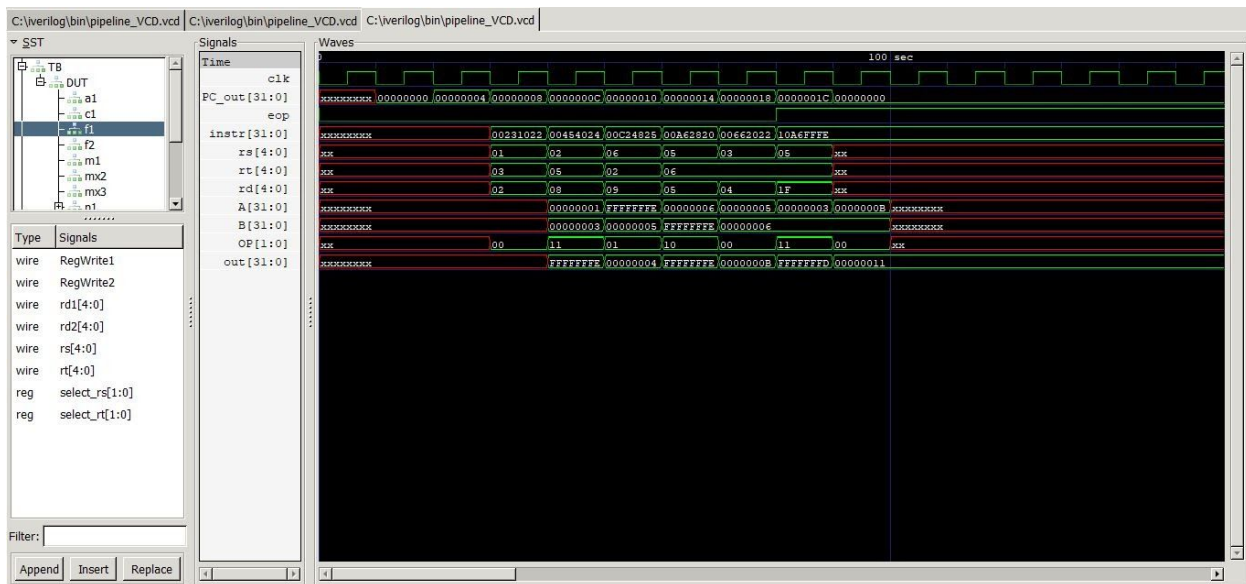 C:\iverilog\bin\pipeline_VCD.vcd C:\iverilog\bin\pipeline_VCD.vcd C:\iverilog\bin\pipeline_VCD.vcd
SST
TB
DUT
a1
c1
f1
f2
m1
mx2
mx3
n1
Type Signals
wire RegWrite1
wire RegWrite2
wire rd1[4:0]
wire rd2[4:0]
wire rs[4:0]
wire rt[4:0]
reg select_rs[1:0]
reg select_rt[1:0]
Filter:
Append Insert Replace
Signals
Time
clk
PC_out[31:0]
eop
instr[31:0]
rs[4:0]
rt[4:0]
rd[4:0]
A[31:0]
B[31:0]
OP[1:0]
out[31:0]
Waves
100 sec
xxxxxxxx 00000000 00000004 00000008 0000000C 00000010 00000014 00000018 0000001C 00000000
xxxxxxxx 00231022 00454024 00C24825 00A62820 00662022 10A6FFFE
xx 01 02 06 05 03 05 xx
xx 03 05 02 06 xx
xx 02 08 09 05 04 1F xx
xxxxxxxx 00000001 FFFFFFFE 00000006 00000005 00000003 0000000B xxxxxxxx
xxxxxxxx 00000003 00000005 FFFFFFFE 00000006 xxxxxxxx
xx 00 11 01 10 00 11 00 xx
xxxxxxxx FFFFFFFE 00000004 FFFFFFFE 0000000B FFFFFFFD 00000011